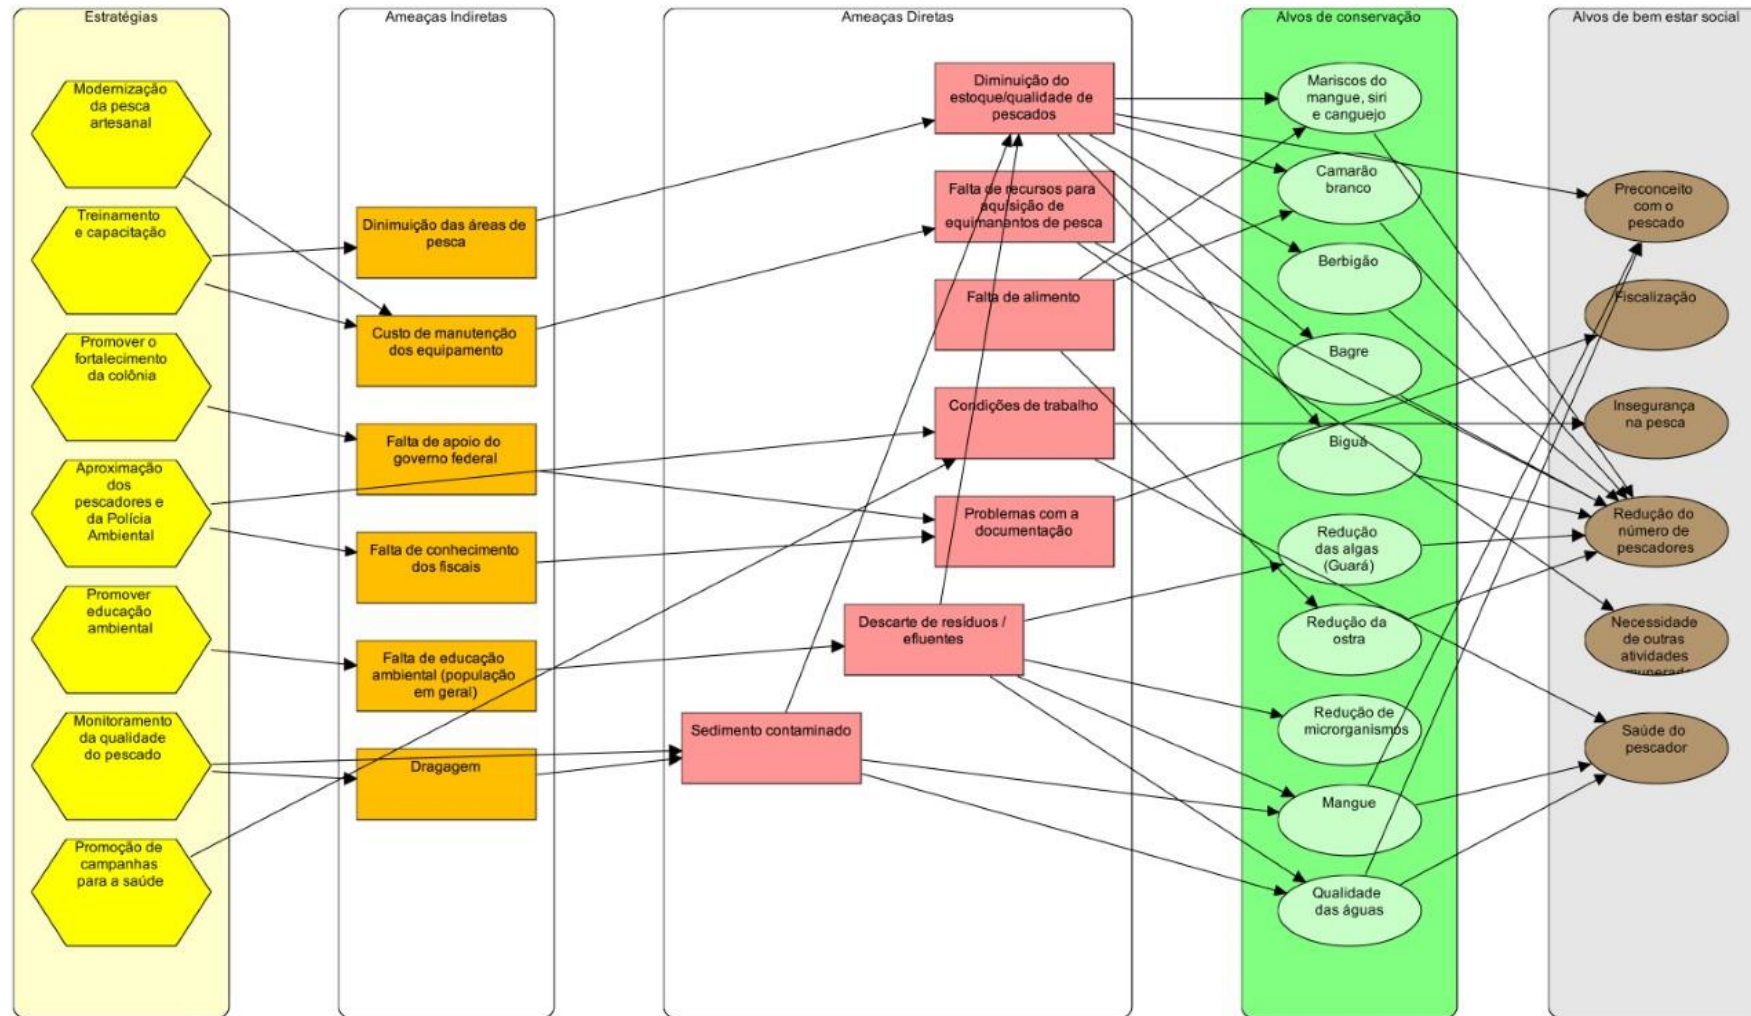 Estratégias
Modernização
da pesca
artesanal
Treinamento
e capacitação
Promover o
fortalecimento
da colônia
Aproximação
dos
pescadores e
da Polícia
Ambiental
Promover
educação
ambiental
Monitoramento
da qualidade
do pescado
Promoção de
campanhas
para a saúde
Ameaças Indiretas
Dinimuição das áreas de
pesca
Custo de manutenção
dos equipamento
Falta de apoio do
governo federal
Falta de conhecimento
dos fiscais
Falta de educação
ambiental (população
em geral)
Dragagem
Ameaças Diretas
Diminuição do
estoque/qualidade de
pescados
Falta de recursos para
aquisição de
equimanentos de pesca
Falta de alimento
Condições de trabalho
Problemas com a
documentação
Descarte de resíduos /
efluentes
Sedimento contaminado
Alvos de conservação
Mariscos do
mangue, siri
e canguejo
Camarão
branco
Berbigão
Bagre
Biguá
Redução
das algas
(Guará)
Redução da
ostra
Redução de
microrganismos
Mangue
Qualidade
das águas
Alvos de bem estar social
Preconceito
com o
pescado
Fiscalização
Insegurança
na pesca
Redução do
número de
pescadores
Necessidade
de outras
atividades
Saúde do
pescador